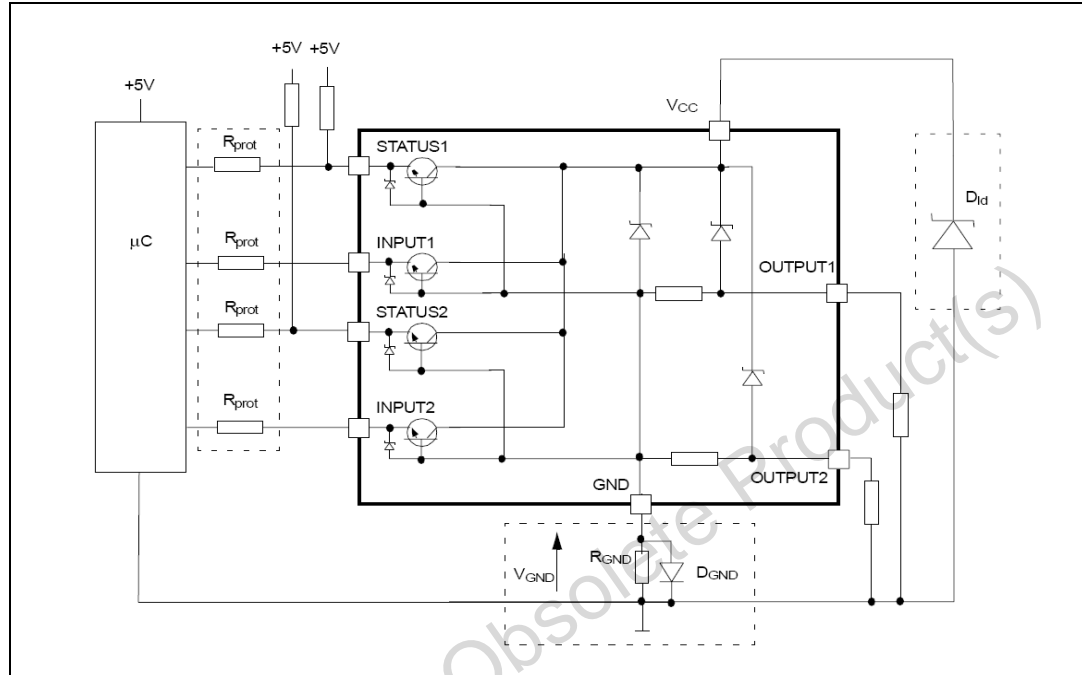 +5V
+5V
+5V
VCC
Rprot
STATUS1
DId
μC
Rprot
INPUT1
OUTPUT1
Rprot
STATUS2
Rprot
INPUT2
OUTPUT2
GND
RGND
VGND
DGND
Obsolete Product(s)